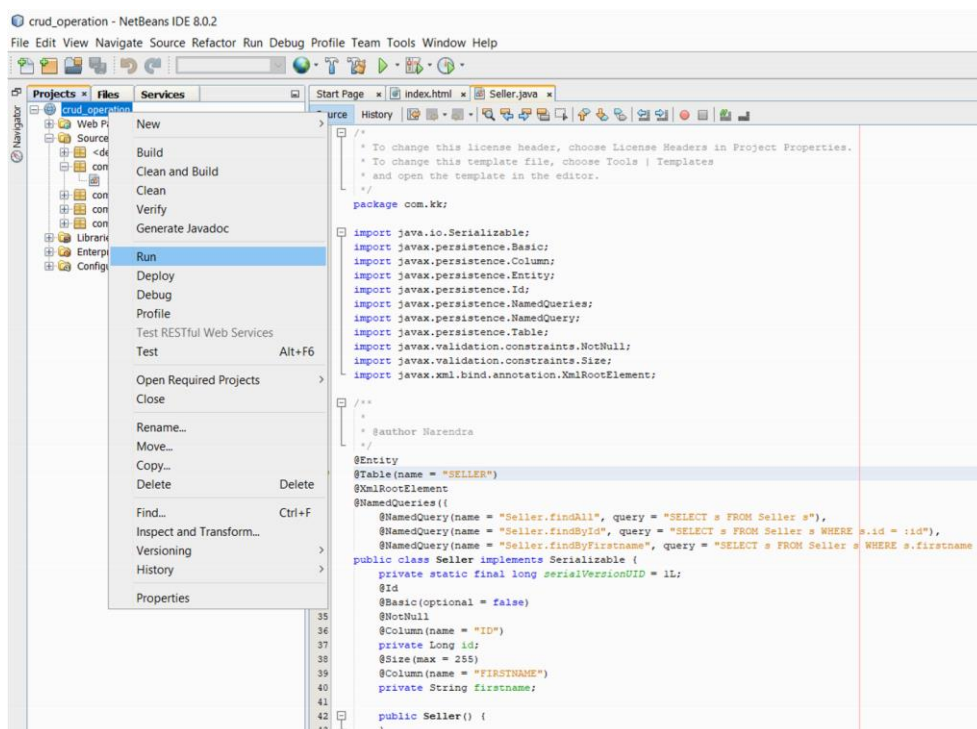 crud_operation - NetBeans IDE 8.0.2
File Edit View Navigate Source Refactor Run Debug Profile Team Tools Window Help
Projects × Files Services
Start Page × index.html × Seller.java ×
Navigator
History
crud_operation
Web Pa
Source
<de
com
com
com
com
Librarie
Enterpr
Configu
New
Build
Clean and Build
Clean
Verify
Generate Javadoc
Run
Deploy
Debug
Profile
Test RESTful Web Services
Test Alt+F6
Open Required Projects
Close
Rename...
Move...
Copy...
Delete Delete
Find... Ctrl+F
Inspect and Transform...
Versioning
History
Properties
/*
* To change this license header, choose License Headers in Project Properties.
* To change this template file, choose Tools | Templates
* and open the template in the editor.
*/
package com.kk;
import java.io.Serializable;
import javax.persistence.Basic;
import javax.persistence.Column;
import javax.persistence.Entity;
import javax.persistence.Id;
import javax.persistence.NamedQueries;
import javax.persistence.NamedQuery;
import javax.persistence.Table;
import javax.validation.constraints.NotNull;
import javax.validation.constraints.Size;
import javax.xml.bind.annotation.XmlRootElement;
/**
*
* @author Narendra
*/
@Entity
@Table(name = "SELLER")
@XmlRootElement
@NamedQueries({
@NamedQuery(name = "Seller.findAll", query = "SELECT s FROM Seller s"),
@NamedQuery(name = "Seller.findById", query = "SELECT s FROM Seller s WHERE s.id = :id"),
@NamedQuery(name = "Seller.findByFirstname", query = "SELECT s FROM Seller s WHERE s.firstname
public class Seller implements Serializable {
private static final long serialVersionUID = 1L;
@Id
35 @Basic(optional = false)
@NotNull
36 @Column(name = "ID")
37 private Long id;
38 @Size(max = 255)
39 @Column(name = "FIRSTNAME")
40 private String firstname;
41
42 public Seller() {